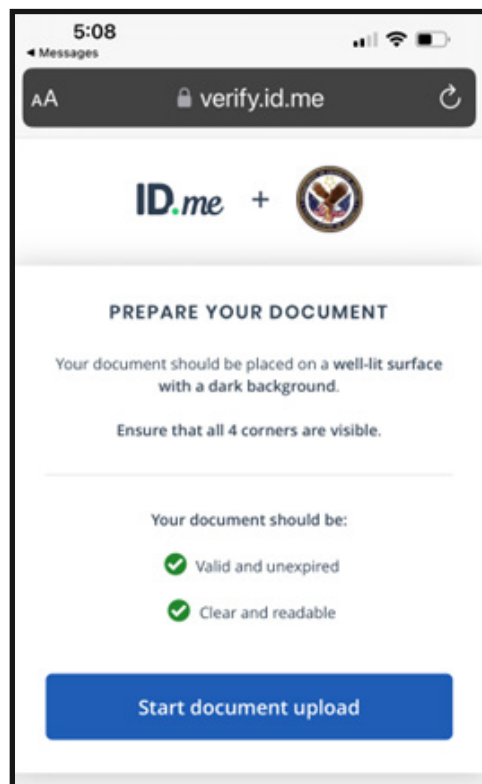 5:08
◀ Messages
AA verify.id.me
ID.me +
PREPARE YOUR DOCUMENT
Your document should be placed on a well-lit surface
with a dark background.
Ensure that all 4 corners are visible.
Your document should be:
Valid and unexpired
Clear and readable
Start document upload